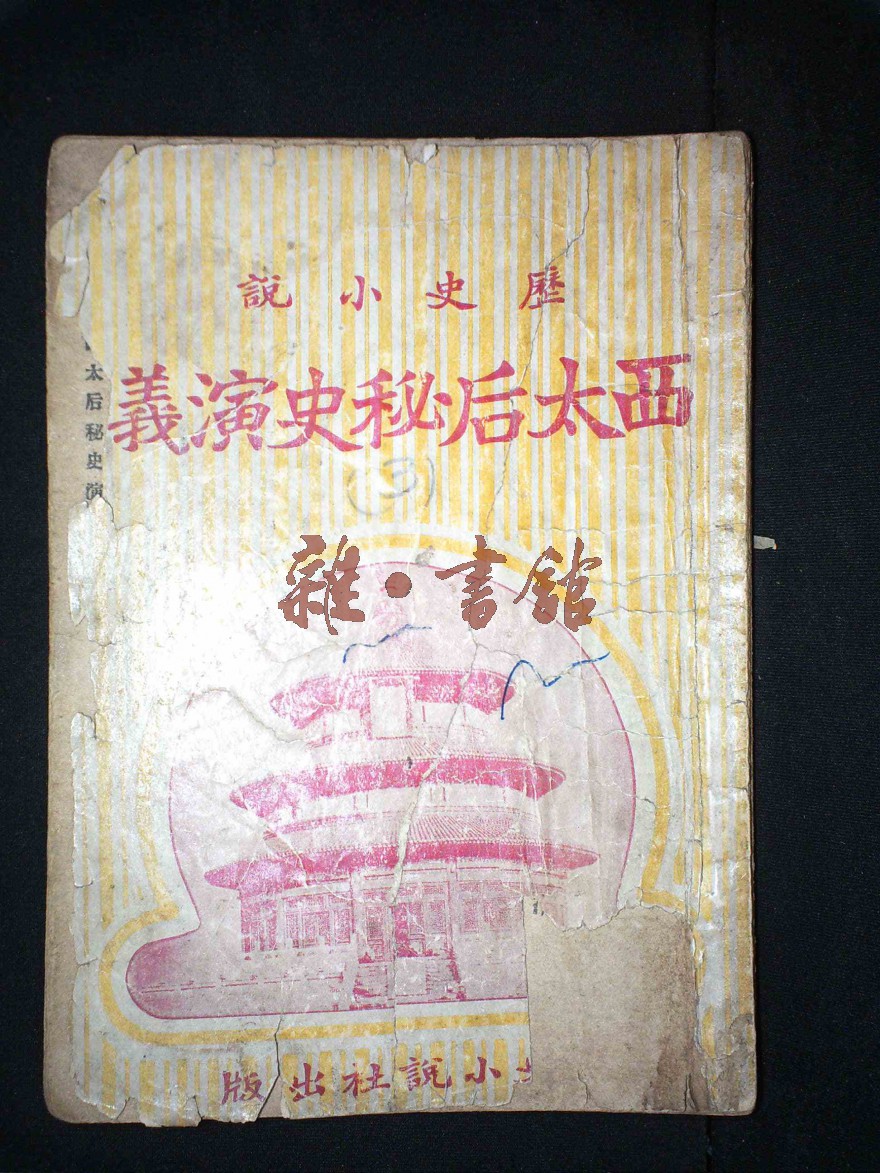 歷史小說
西太后秘史演義
(3)
太后秘史演
雜·書館
小說社出版